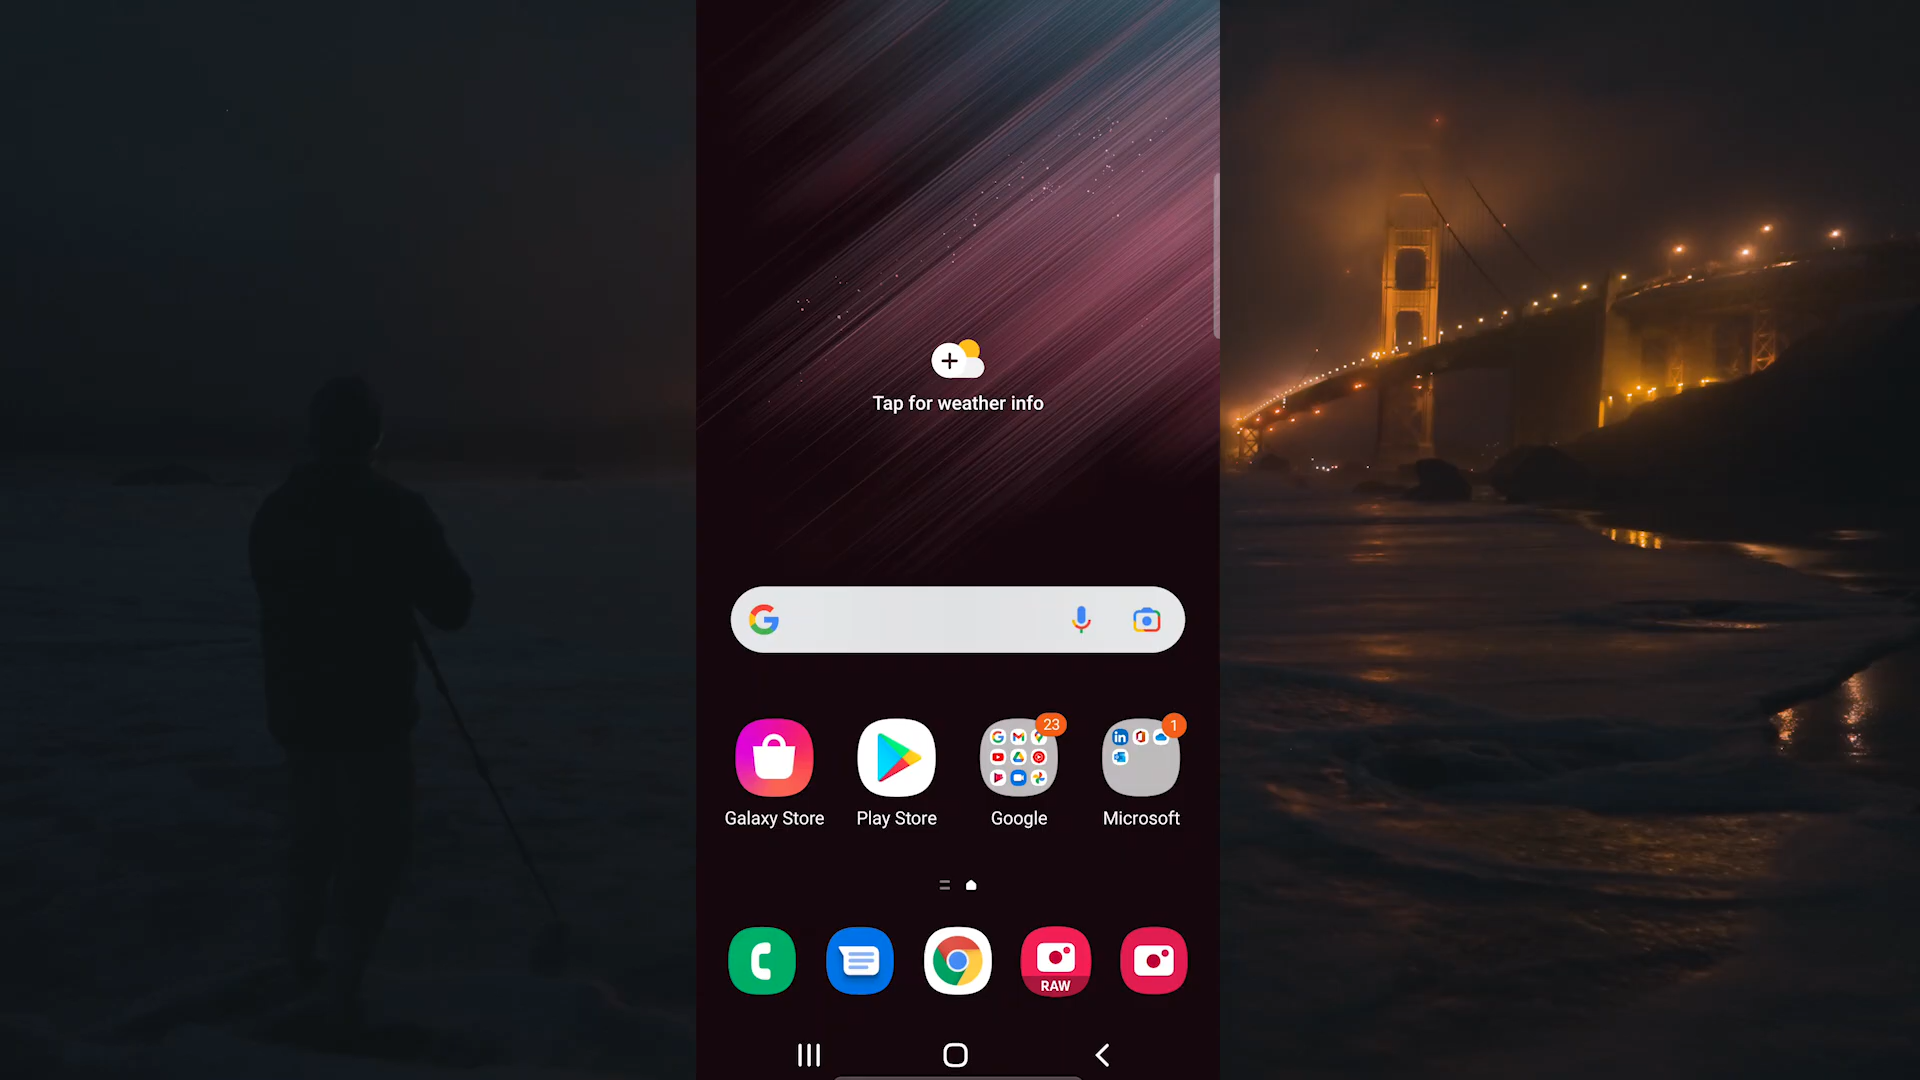 Tap for weather info
23
1
Galaxy Store
Play Store
Google
Microsoft
RAW